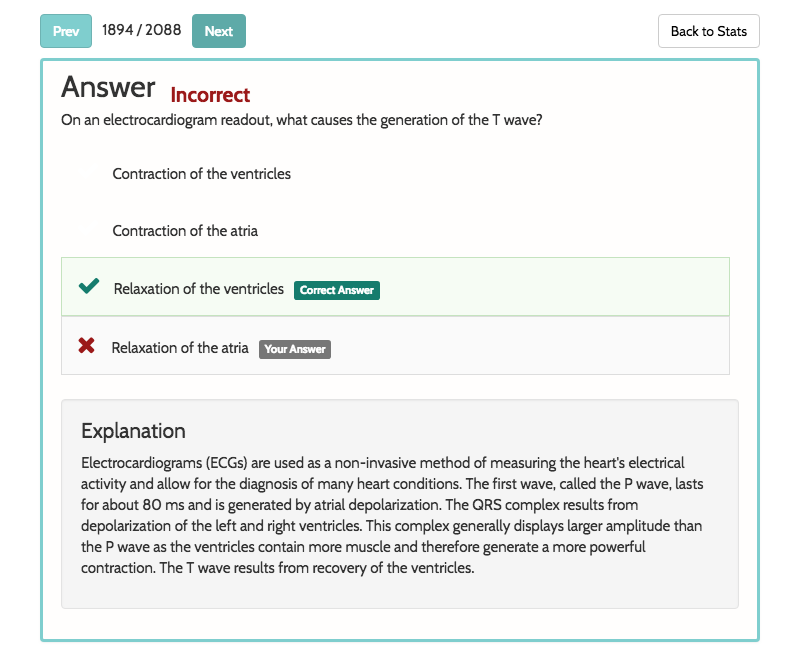 Prev 1894 / 2088 Next Back to Stats
Answer Incorrect
On an electrocardiogram readout, what causes the generation of the T wave?
Contraction of the ventricles
Contraction of the atria
Relaxation of the ventricles Correct Answer
Relaxation of the atria Your Answer
Explanation
Electrocardiograms (ECGs) are used as a non-invasive method of measuring the heart's electrical
activity and allow for the diagnosis of many heart conditions. The first wave, called the P wave, lasts
for about 80 ms and is generated by atrial depolarization. The QRS complex results from
depolarization of the left and right ventricles. This complex generally displays larger amplitude than
the P wave as the ventricles contain more muscle and therefore generate a more powerful
contraction. The T wave results from recovery of the ventricles.